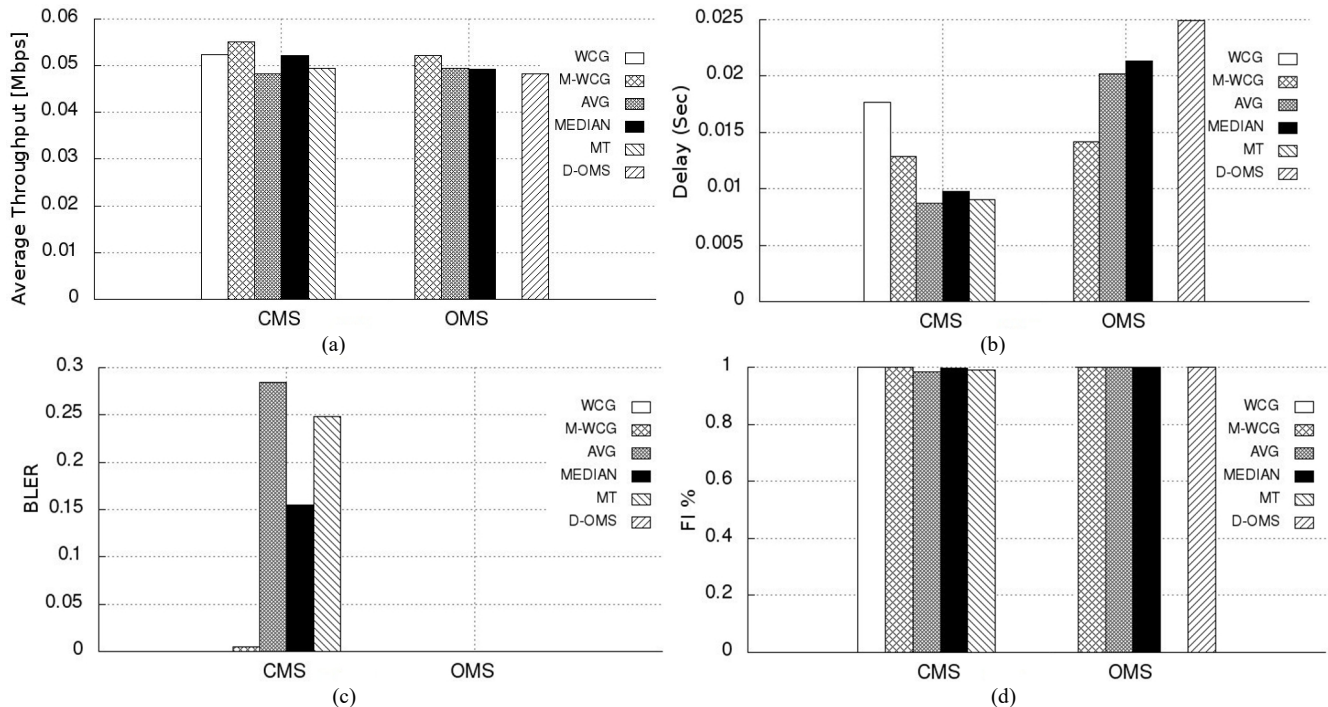 0.06
0.05
0.04
0.03
0.02
0.01
0
Average Throughput [Mbps]
WCG
M-WCG
AVG
MEDIAN
MT
D-OMS
CMS
OMS
(a)
0.025
0.02
0.015
0.01
0.005
0
Delay (Sec)
WCG
M-WCG
AVG
MEDIAN
MT
D-OMS
CMS
OMS
(b)
0.3
0.25
0.2
0.15
0.1
0.05
0
BLER
WCG
M-WCG
AVG
MEDIAN
MT
D-OMS
CMS
OMS
(c)
1
0.8
0.6
0.4
0.2
0
FI %
WCG
M-WCG
AVG
MEDIAN
MT
D-OMS
CMS
OMS
(d)